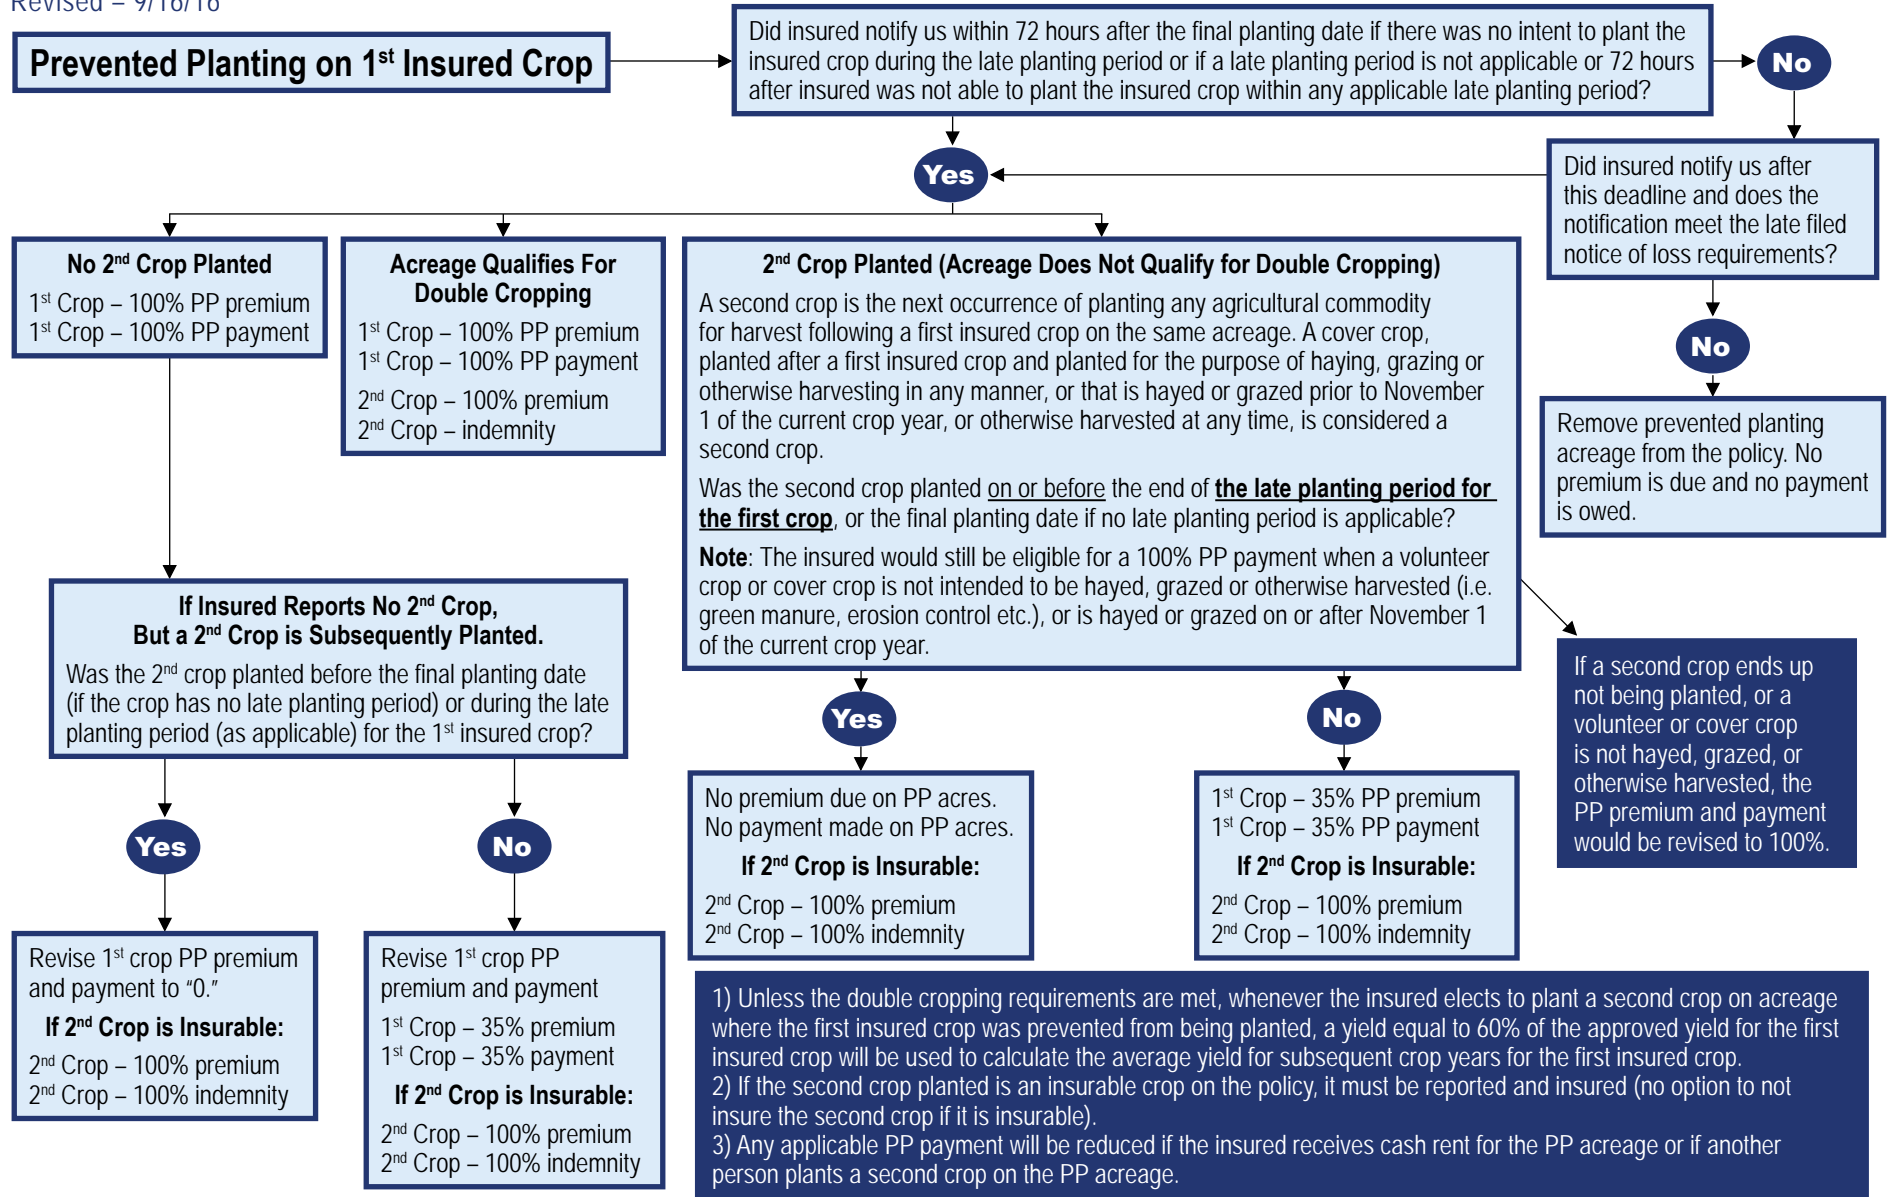 Revised – 9/16/16
Prevented Planting on 1st Insured Crop
Did insured notify us within 72 hours after the final planting date if there was no intent to plant the
insured crop during the late planting period or if a late planting period is not applicable or 72 hours
after insured was not able to plant the insured crop within any applicable late planting period?
No
Yes
Did insured notify us after
this deadline and does the
notification meet the late filed
notice of loss requirements?
No
Remove prevented planting
acreage from the policy. No
premium is due and no payment
is owed.
No 2nd Crop Planted
1st Crop – 100% PP premium
1st Crop – 100% PP payment
Acreage Qualifies For
Double Cropping
1st Crop – 100% PP premium
1st Crop – 100% PP payment
2nd Crop – 100% premium
2nd Crop – indemnity
2nd Crop Planted (Acreage Does Not Qualify for Double Cropping)
A second crop is the next occurrence of planting any agricultural commodity
for harvest following a first insured crop on the same acreage. A cover crop,
planted after a first insured crop and planted for the purpose of haying, grazing or
otherwise harvesting in any manner, or that is hayed or grazed prior to November
1 of the current crop year, or otherwise harvested at any time, is considered a
second crop.
Was the second crop planted on or before the end of the late planting period for
the first crop, or the final planting date if no late planting period is applicable?
Note: The insured would still be eligible for a 100% PP payment when a volunteer
crop or cover crop is not intended to be hayed, grazed or otherwise harvested (i.e.
green manure, erosion control etc.), or is hayed or grazed on or after November 1
of the current crop year.
If Insured Reports No 2nd Crop,
But a 2nd Crop is Subsequently Planted.
Was the 2nd crop planted before the final planting date
(if the crop has no late planting period) or during the late
planting period (as applicable) for the 1st insured crop?
If a second crop ends up
not being planted, or a
volunteer or cover crop
is not hayed, grazed, or
otherwise harvested, the
PP premium and payment
would be revised to 100%.
Yes
No
No premium due on PP acres.
No payment made on PP acres.
If 2nd Crop is Insurable:
2nd Crop – 100% premium
2nd Crop – 100% indemnity
1st Crop – 35% PP premium
1st Crop – 35% PP payment
If 2nd Crop is Insurable:
2nd Crop – 100% premium
2nd Crop – 100% indemnity
Yes
No
Revise 1st crop PP premium
and payment to “0.”
If 2nd Crop is Insurable:
2nd Crop – 100% premium
2nd Crop – 100% indemnity
Revise 1st crop PP
premium and payment
1st Crop – 35% premium
1st Crop – 35% payment
If 2nd Crop is Insurable:
2nd Crop – 100% premium
2nd Crop – 100% indemnity
1) Unless the double cropping requirements are met, whenever the insured elects to plant a second crop on acreage
where the first insured crop was prevented from being planted, a yield equal to 60% of the approved yield for the first
insured crop will be used to calculate the average yield for subsequent crop years for the first insured crop.
2) If the second crop planted is an insurable crop on the policy, it must be reported and insured (no option to not
insure the second crop if it is insurable).
3) Any applicable PP payment will be reduced if the insured receives cash rent for the PP acreage or if another
person plants a second crop on the PP acreage.